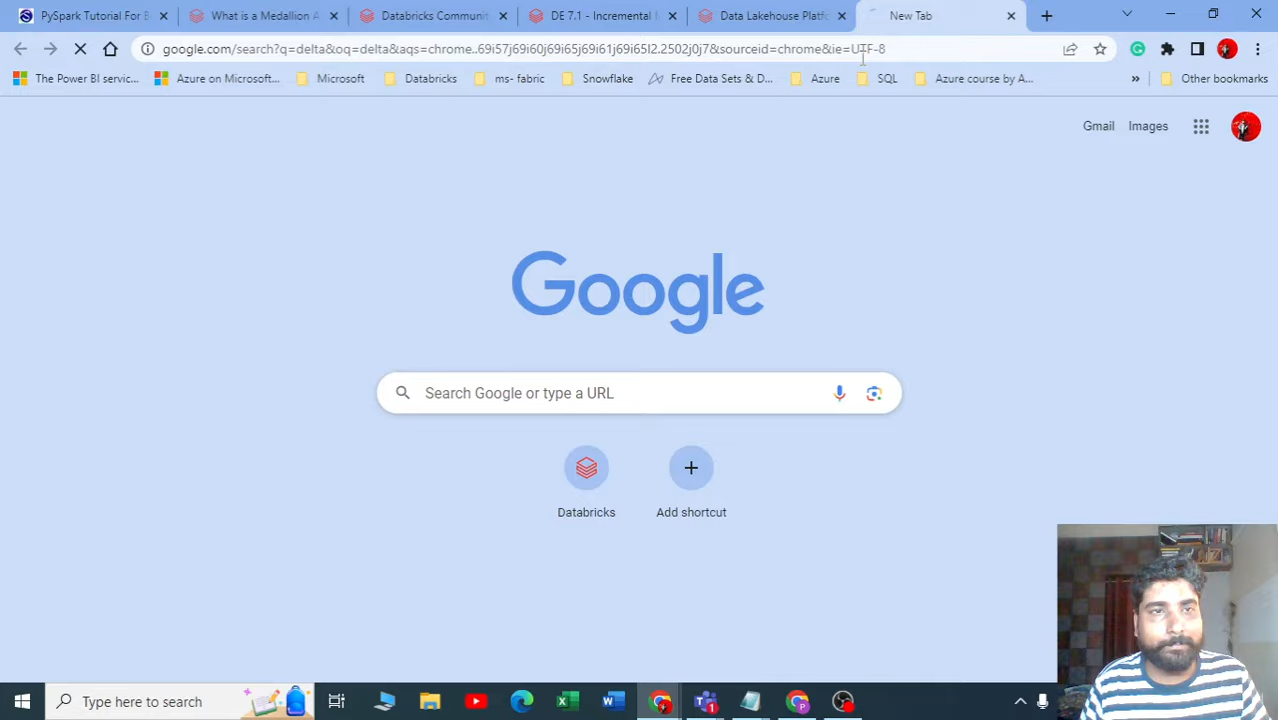 PySpark Tutorial For B
What is a Medallion A
Databricks Communit
DE 7.1 - Incremental
Data Lakehouse Platfo
New Tab
google.com/search?q=delta&oq=delta&aqs=chrome..69i57j69i60j69i65j69i61j69i65l2.2502j0j7&sourceid=chrome&ie=UTF-8
The Power BI servic...
Azure on Microsoft...
Microsoft
Databricks
ms- fabric
Snowflake
Free Data Sets & D...
Azure
SQL
Azure course by A...
»
Other bookmarks
Gmail
Images
Google
Search Google or type a URL
Databricks
Add shortcut
Type here to search